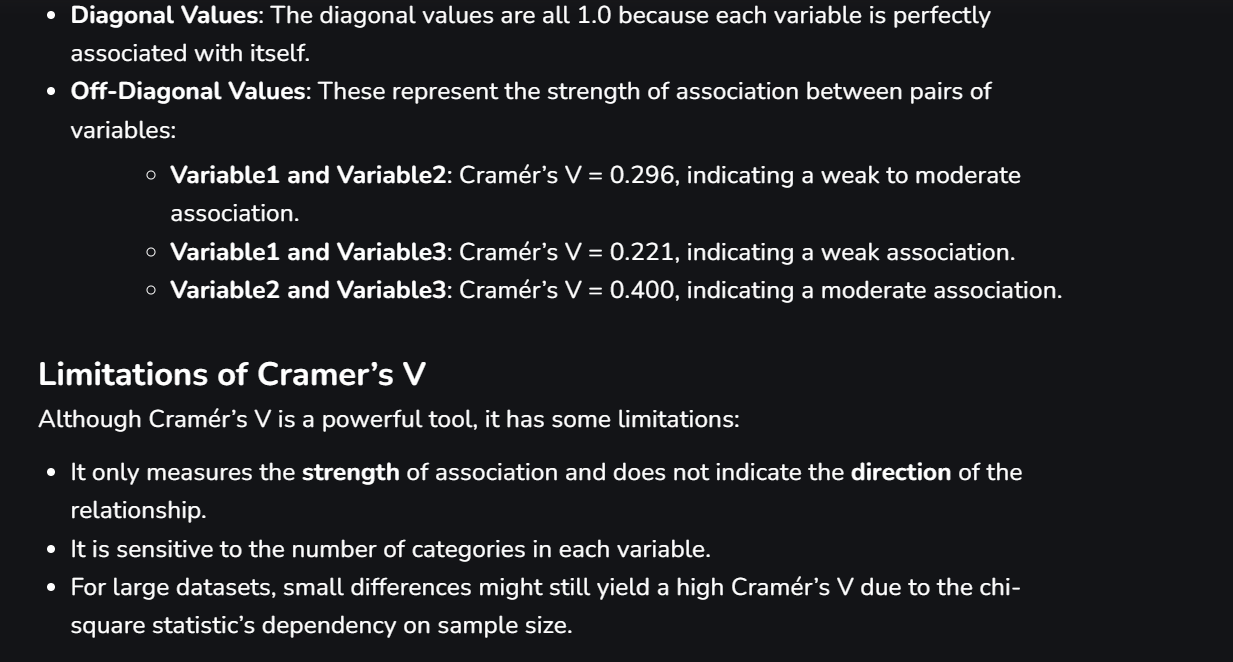 • Diagonal Values: The diagonal values are all 1.0 because each variable is perfectly
associated with itself.
• Off-Diagonal Values: These represent the strength of association between pairs of
variables:
◦ Variable1 and Variable2: Cramér’s V = 0.296, indicating a weak to moderate
association.
◦ Variable1 and Variable3: Cramér’s V = 0.221, indicating a weak association.
◦ Variable2 and Variable3: Cramér’s V = 0.400, indicating a moderate association.
Limitations of Cramer’s V
Although Cramér’s V is a powerful tool, it has some limitations:
• It only measures the strength of association and does not indicate the direction of the
relationship.
• It is sensitive to the number of categories in each variable.
• For large datasets, small differences might still yield a high Cramér’s V due to the chi-
square statistic’s dependency on sample size.